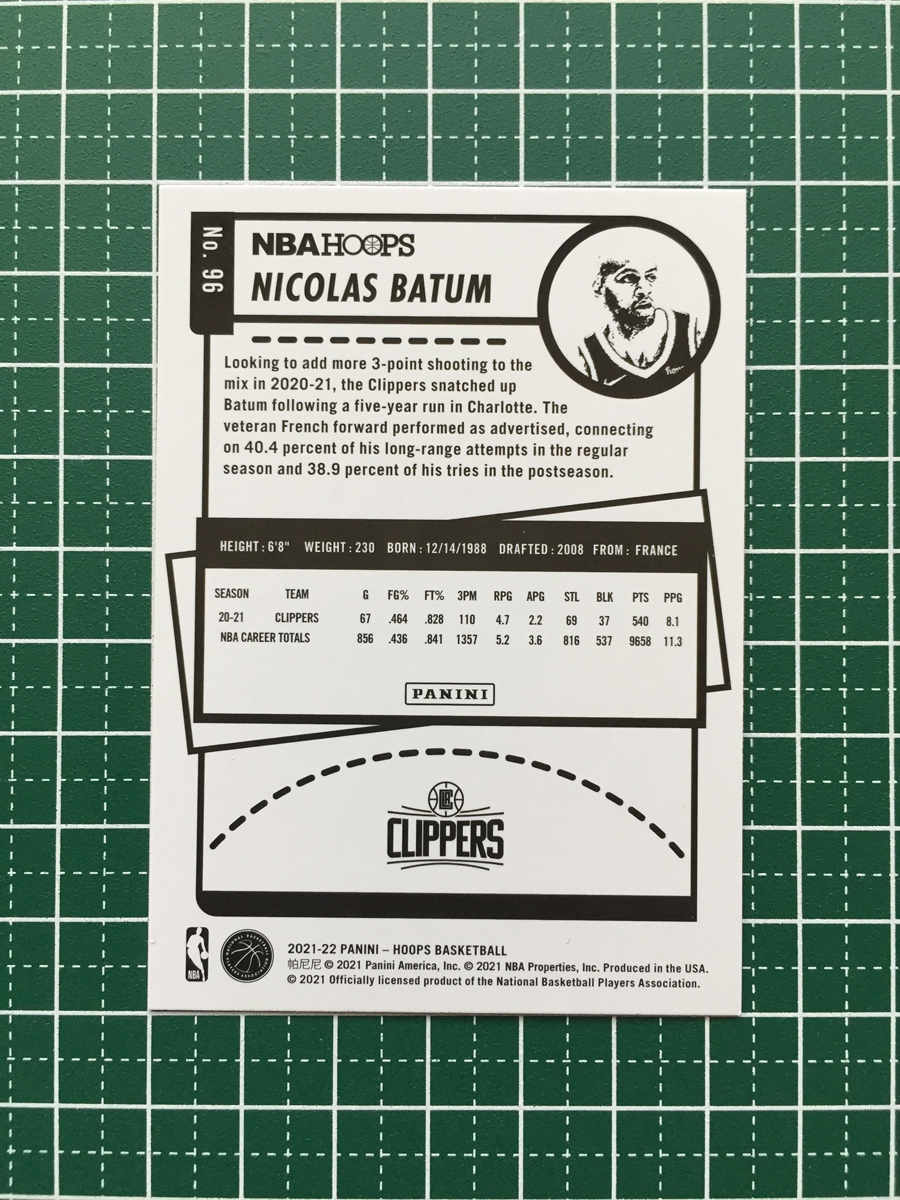 No. 96
NBA HOOPS
NICOLAS BATUM
Looking to add more 3-point shooting to the
mix in 2020-21, the Clippers snatched up
Batum following a five-year run in Charlotte. The
veteran French forward performed as advertised, connecting
on 40.4 percent of his long-range attempts in the regular
season and 38.9 percent of his tries in the postseason.
HEIGHT : 6'8" WEIGHT : 230 BORN : 12/14/1988 DRAFTED : 2008 FROM : FRANCE
SEASON TEAM G FG% FT% 3PM RPG APG STL BLK PTS PPG
20-21 CLIPPERS 67 .464 .828 110 4.7 2.2 69 37 540 8.1
NBA CAREER TOTALS 856 .436 .841 1357 5.2 3.6 816 537 9658 11.3
PANINI
CLIPPERS
NBA
2021-22 PANINI – HOOPS BASKETBALL
帕尼尼 © 2021 Panini America, Inc. © 2021 NBA Properties, Inc. Produced in the USA.
© 2021 Officially licensed product of the National Basketball Players Association.